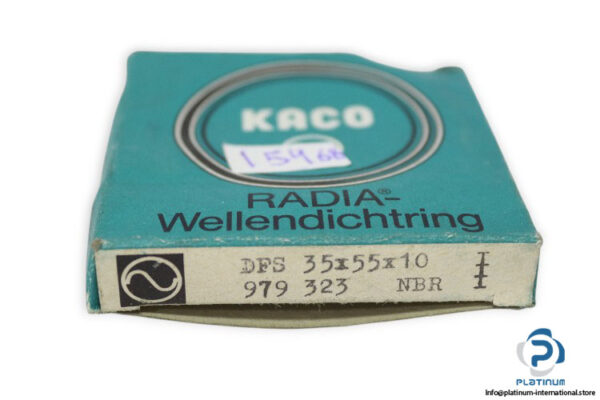 KACO
15468
RADIA-®
Wellendichtring
DFS 35x55x10
979 323 NBR
PLATINUM
info@platinum-international.store